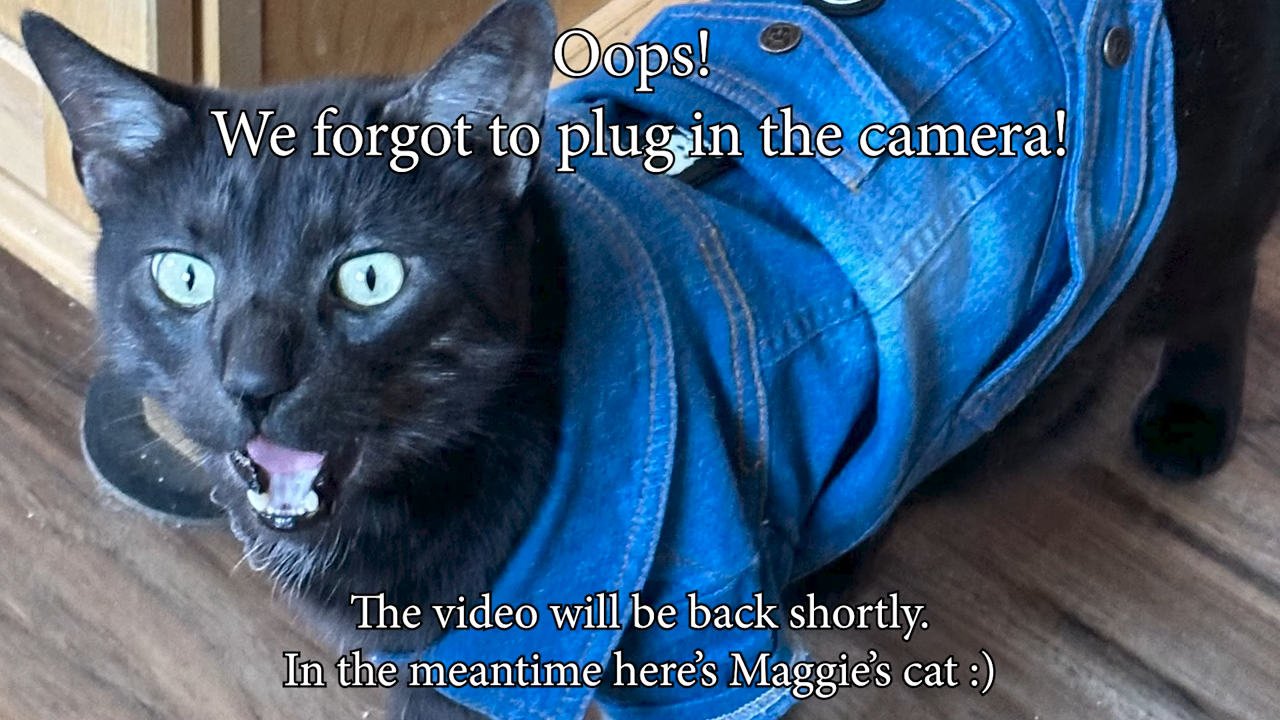 Oops!
We forgot to plug in the camera!
The video will be back shortly.
In the meantime here's Maggie's cat :)